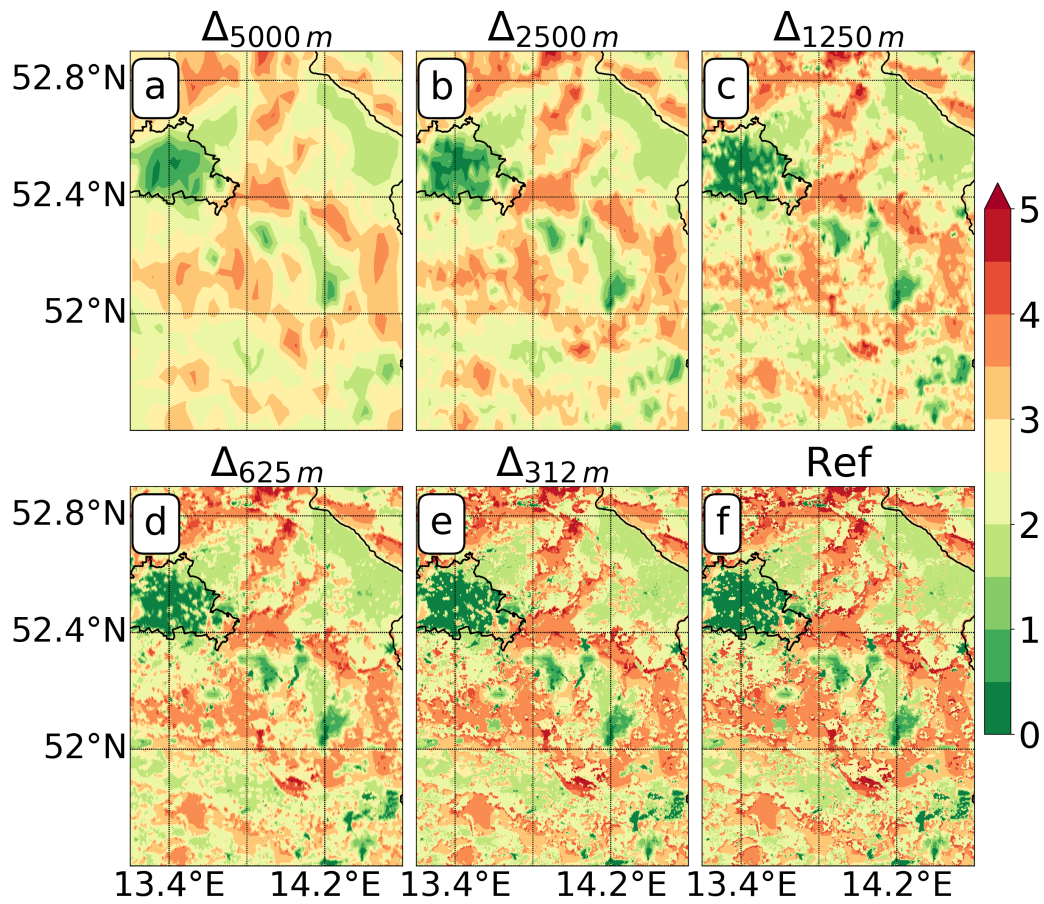 Δ5000 m Δ2500 m Δ1250 m
52.8°N a b c
52.4°N
52°N
5
4
3
2
1
0
Δ625 m Δ312 m Ref
52.8°N d e f
52.4°N
52°N
13.4°E 14.2°E 13.4°E 14.2°E 13.4°E 14.2°E